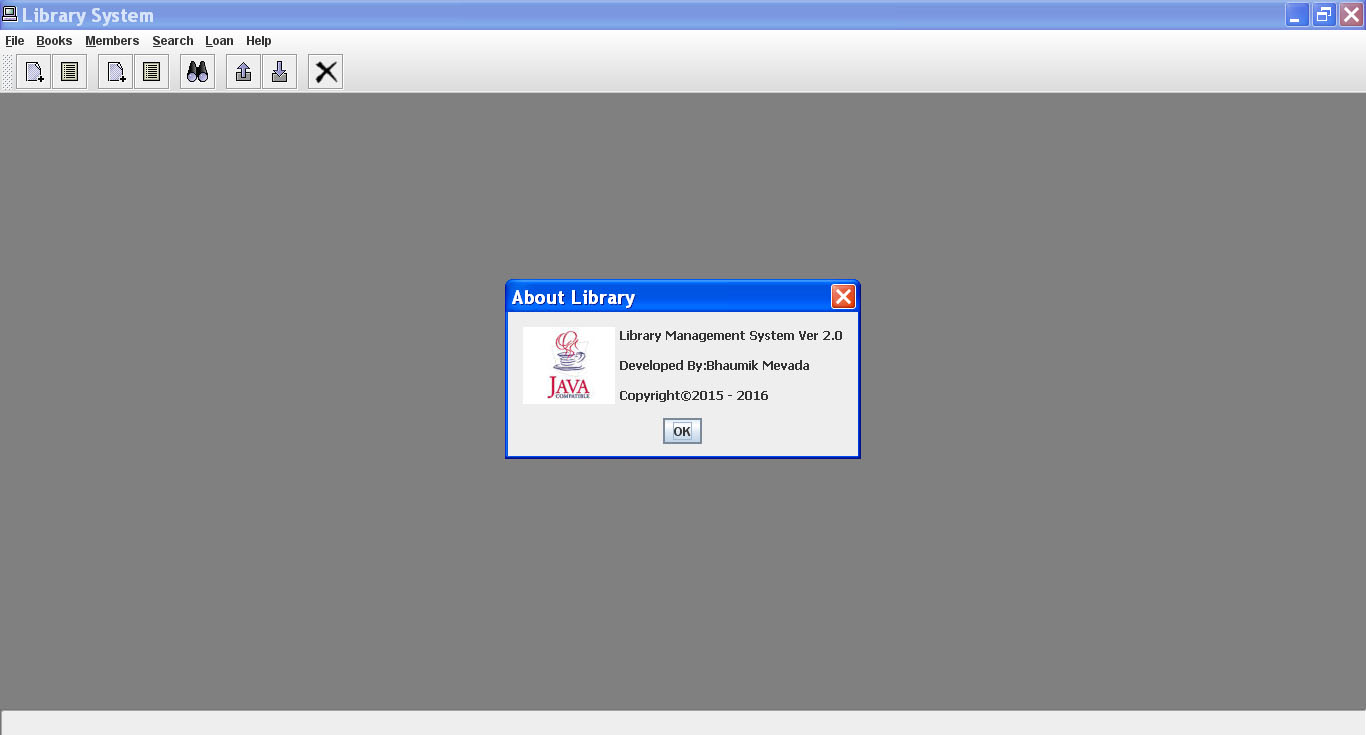 Library System
File Books Members Search Loan Help
About Library
JAVA
COMPATIBLE
Library Management System Ver 2.0
Developed By:Bhaumik Mevada
Copyright©2015 - 2016
OK